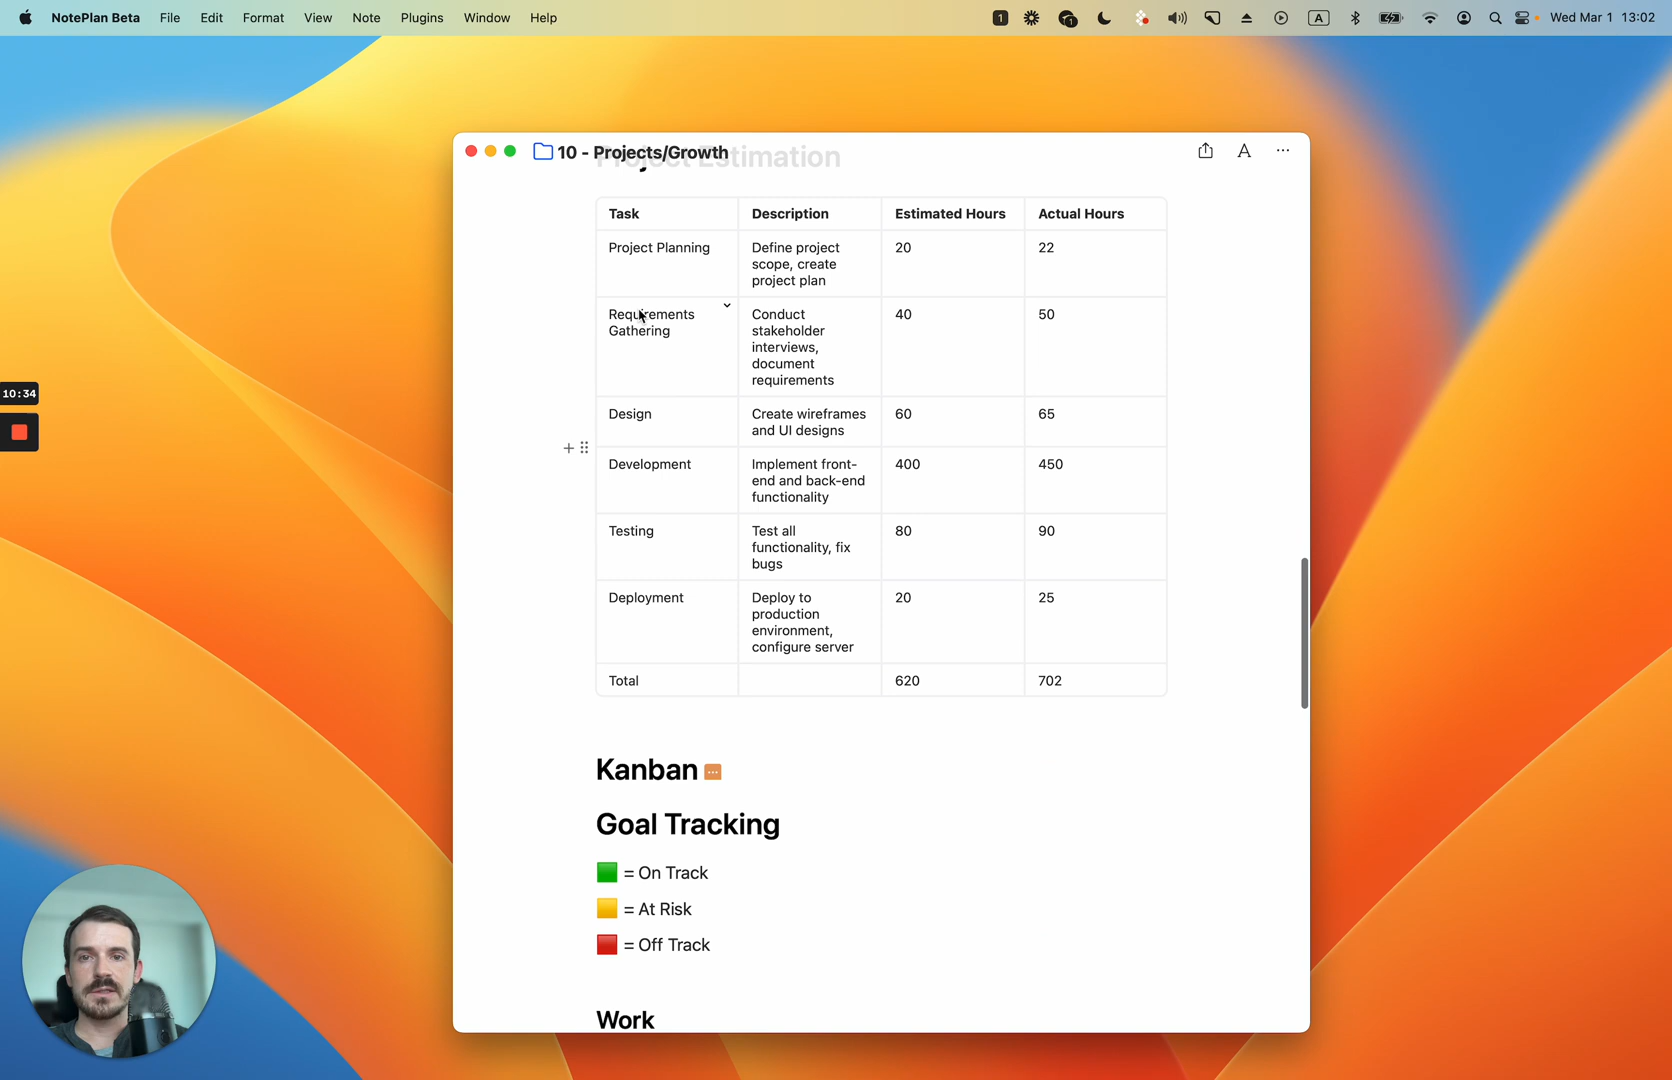 NotePlan Beta File Edit Format View Note Plugins Window Help 1 1 A Wed Mar 1 13:02
10 - Projects/Growth
Project Estimation
Task Description Estimated Hours Actual Hours
Project Planning Define project 20 22
scope, create
project plan
Requirements Conduct 40 50
Gathering stakeholder
interviews,
document
requirements
10:34
Design Create wireframes 60 65
and UI designs
Development Implement front- 400 450
end and back-end
functionality
Testing Test all 80 90
functionality, fix
bugs
Deployment Deploy to 20 25
production
environment,
configure server
Total 620 702
Kanban
Goal Tracking
= On Track
= At Risk
= Off Track
Work